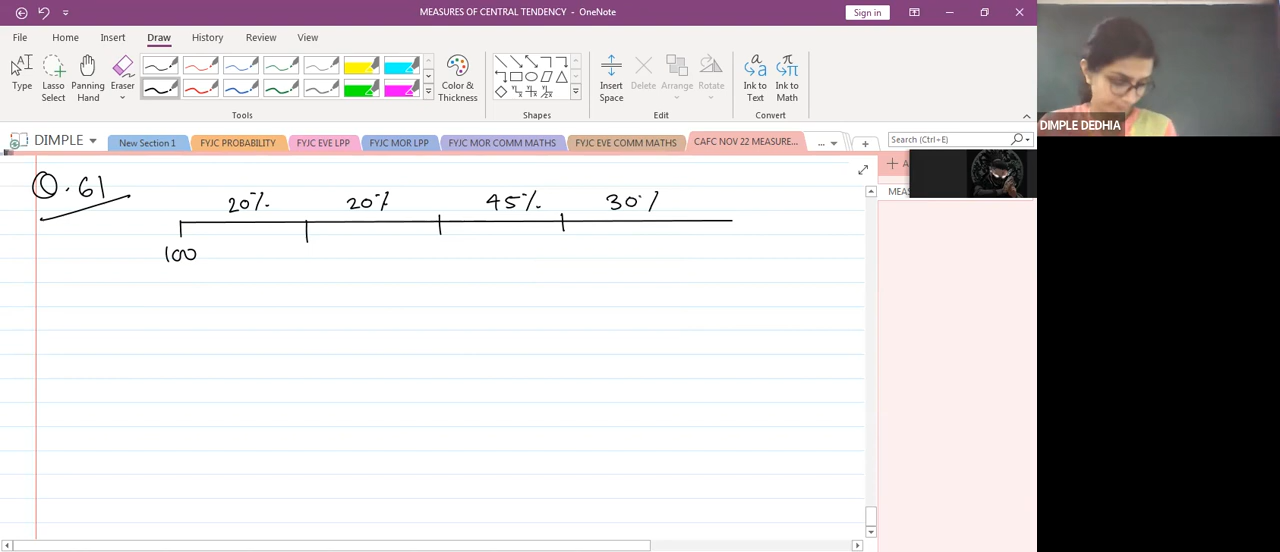 MEASURES OF CENTRAL TENDENCY - OneNote
Sign in
File Home Insert Draw History Review View
Type
Lasso Select
Panning Hand
Eraser
Color & Thickness
Insert Space
Delete
Arrange
Rotate
Ink to Text
Ink to Math
Tools
Shapes
Edit
Convert
DIMPLE
New Section 1
FYJC PROBABILITY
FYJC EVE LPP
FYJC MOR LPP
FYJC MOR COMM MATHS
FYJC EVE COMM MATHS
CAFC NOV 22 MEASURE...
...
Search (Ctrl+E)
DIMPLE DEDHIA
A
MEAS
Q.61
20% 20% 45% 30%
100